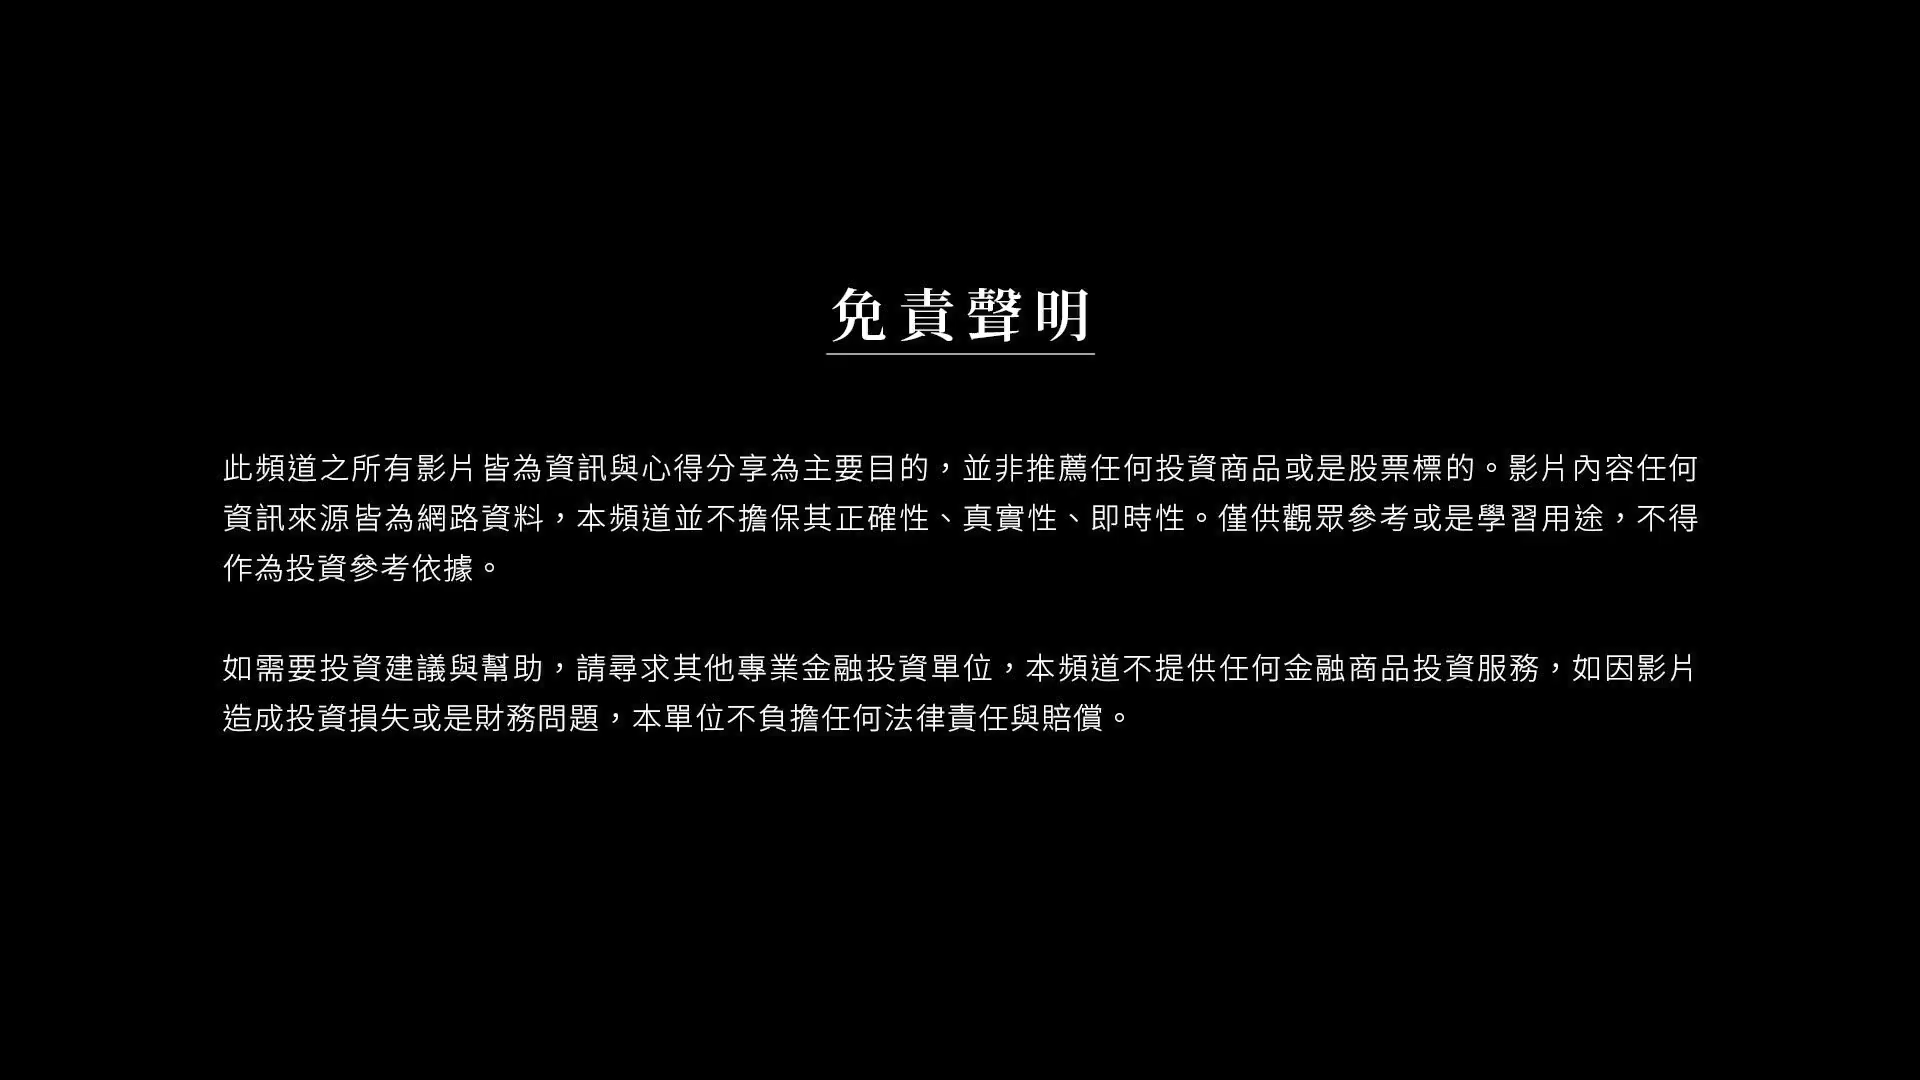 免責聲明
此頻道之所有影片皆為資訊與心得分享為主要目的，並非推薦任何投資商品或是股票標的。影片內容任何
資訊來源皆為網路資料，本頻道並不擔保其正確性、真實性、即時性。僅供觀眾參考或是學習用途，不得
作為投資參考依據。
如需要投資建議與幫助，請尋求其他專業金融投資單位，本頻道不提供任何金融商品投資服務，如因影片
造成投資損失或是財務問題，本單位不負擔任何法律責任與賠償。